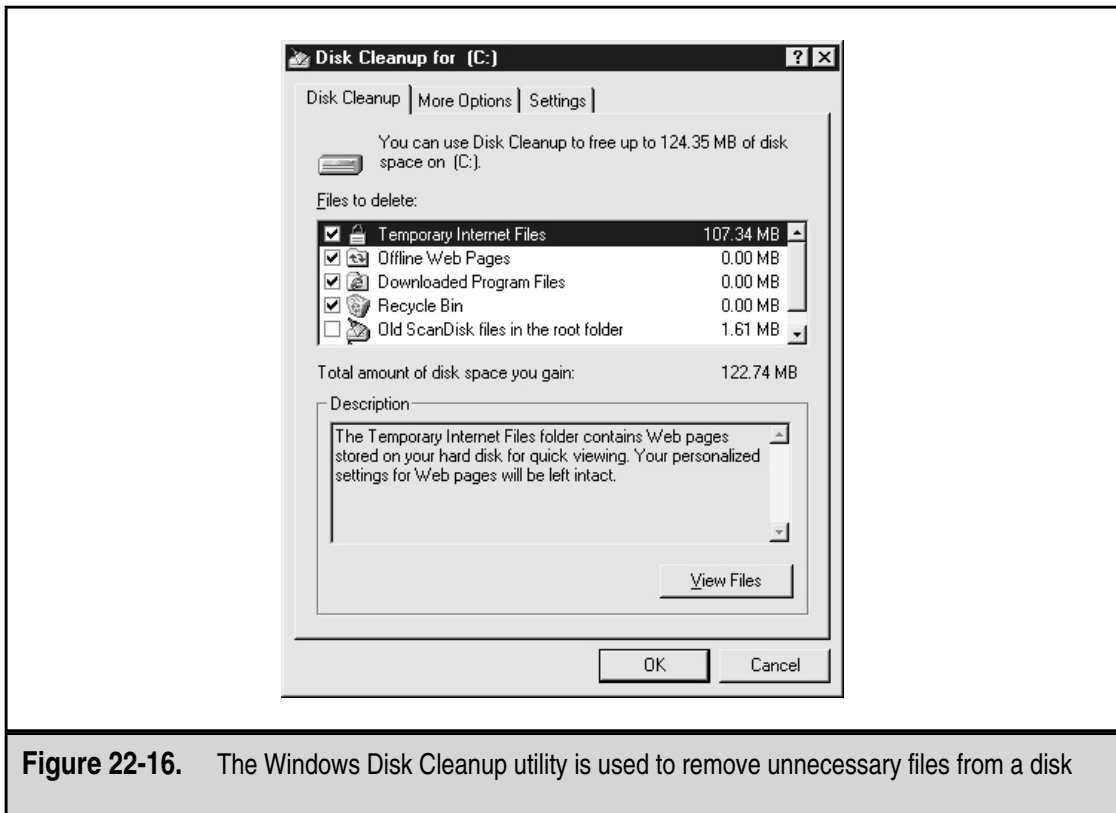 Disk Cleanup for (C:)
Disk Cleanup More Options Settings
You can use Disk Cleanup to free up to 124.35 MB of disk
space on (C:).
Files to delete:
Temporary Internet Files 107.34 MB
Offline Web Pages 0.00 MB
Downloaded Program Files 0.00 MB
Recycle Bin 0.00 MB
Old ScanDisk files in the root folder 1.61 MB
Total amount of disk space you gain: 122.74 MB
Description
The Temporary Internet Files folder contains Web pages
stored on your hard disk for quick viewing. Your personalized
settings for Web pages will be left intact.
View Files
OK Cancel
Figure 22-16. The Windows Disk Cleanup utility is used to remove unnecessary files from a disk